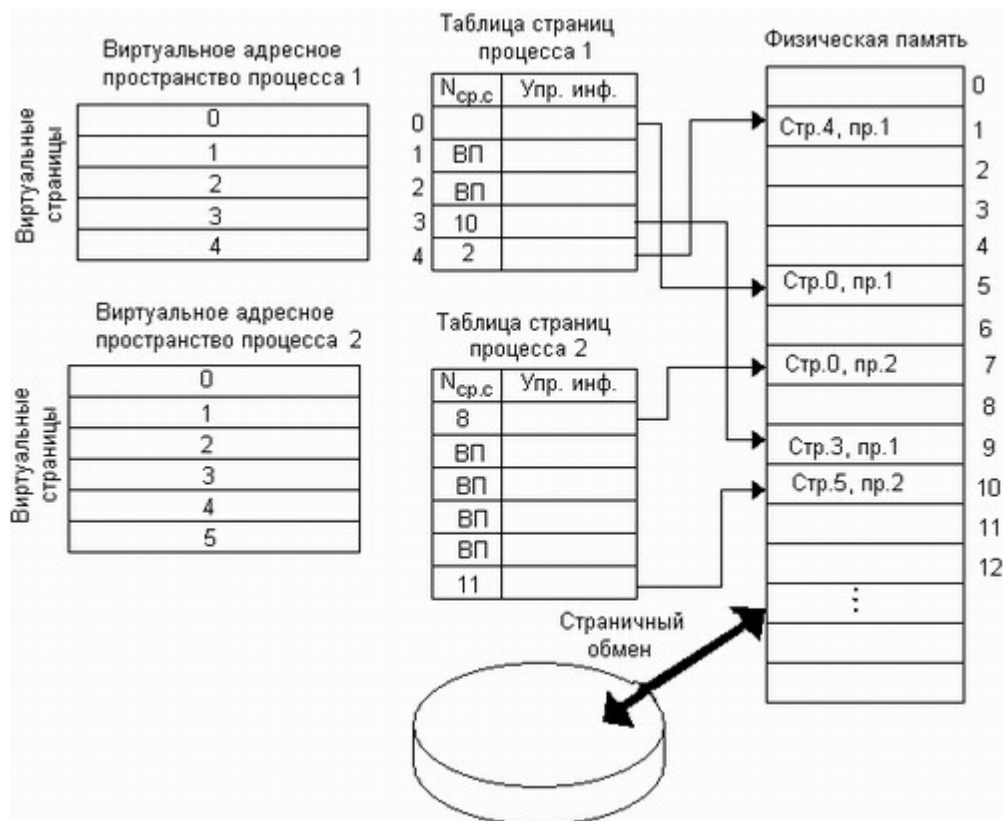 Виртуальное адресное
пространство процесса 1
Виртуальные
страницы
0
1
2
3
4
Таблица страниц
процесса 1
Nср.с Упр. инф.
0
1 ВП
2 ВП
3 10
4 2
Физическая память
0
Стр.4, пр.1 1
2
3
4
Стр.0, пр.1 5
6
Стр.0, пр.2 7
8
Стр.3, пр.1 9
Стр.5, пр.2 10
11
12
⋮
Виртуальное адресное
пространство процесса 2
Виртуальные
страницы
0
1
2
3
4
5
Таблица страниц
процесса 2
Nср.с Упр. инф.
8
ВП
ВП
ВП
ВП
11
Страничный
обмен